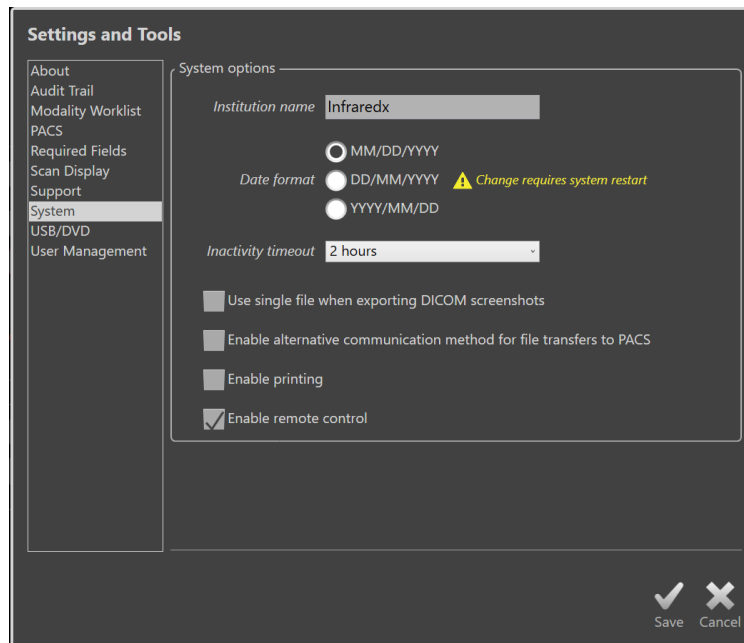 Settings and Tools
About
Audit Trail
Modality Worklist
PACS
Required Fields
Scan Display
Support
System
USB/DVD
User Management
System options
Institution name Infraredx
MM/DD/YYYY
Date format DD/MM/YYYY Change requires system restart
YYYY/MM/DD
Inactivity timeout 2 hours
Use single file when exporting DICOM screenshots
Enable alternative communication method for file transfers to PACS
Enable printing
Enable remote control
Save Cancel